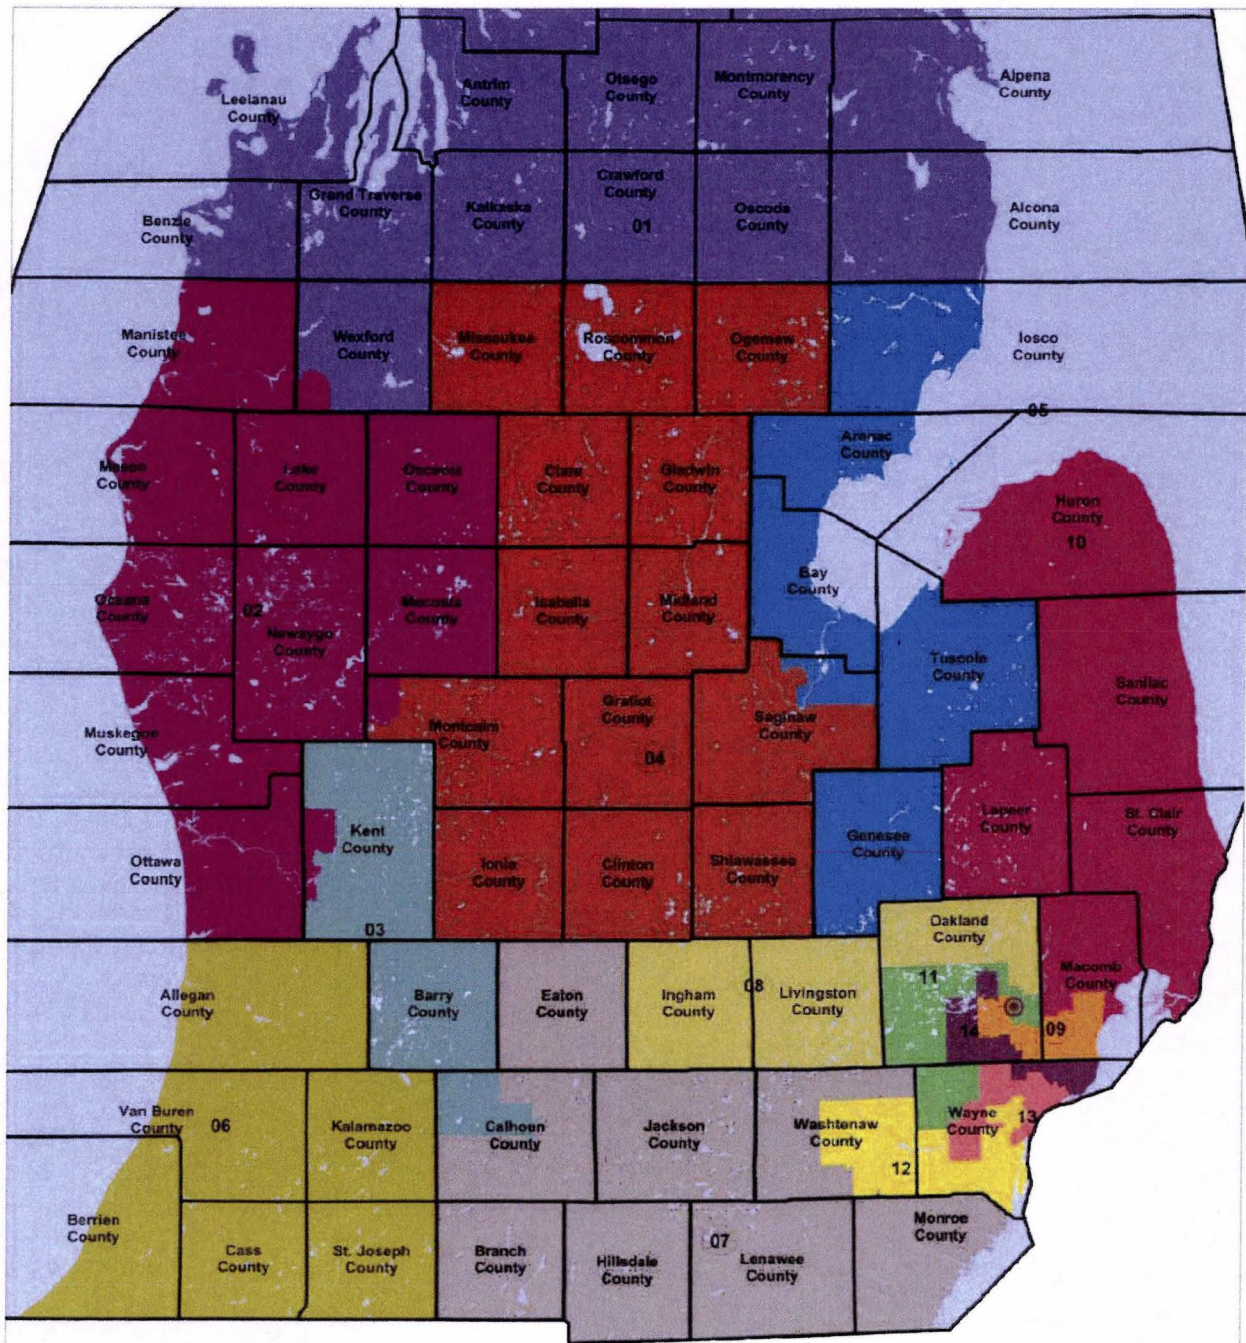 Antrim
County
Otsego
County
Montmorency
County
Alpena
County
Leelanau
County
Grand Traverse
County
Kalkaska
County
Crawford
County
01
Oscoda
County
Alcona
County
Benzie
County
Manistee
County
Wexford
County
Missaukee
County
Roscommon
County
Ogemaw
County
Iosco
County
05
Mason
County
Lake
County
Osceola
County
Clare
County
Gladwin
County
Arenac
County
Huron
County
10
Oceana
County
02
Newaygo
County
Mecosta
County
Isabella
County
Midland
County
Bay
County
Tuscola
County
Sanilac
County
Muskegon
County
Montcalm
County
Gratiot
County
04
Saginaw
County
Ottawa
County
Kent
County
03
Ionia
County
Clinton
County
Shiawassee
County
Genesee
County
Lapeer
County
St. Clair
County
Allegan
County
Barry
County
Eaton
County
Ingham
County
08
Livingston
County
Oakland
County
11
14
09
Macomb
County
Van Buren
County
06
Kalamazoo
County
Calhoun
County
Jackson
County
Washtenaw
County
12
Wayne
County
13
Berrien
County
Cass
County
St. Joseph
County
Branch
County
Hillsdale
County
07
Lenawee
County
Monroe
County